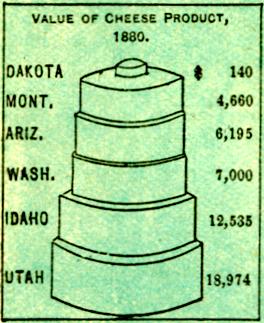 VALUE OF CHEESE PRODUCT,
1880.
DAKOTA $ 140
MONT. 4,660
ARIZ. 6,195
WASH. 7,000
IDAHO 12,535
UTAH 18,974